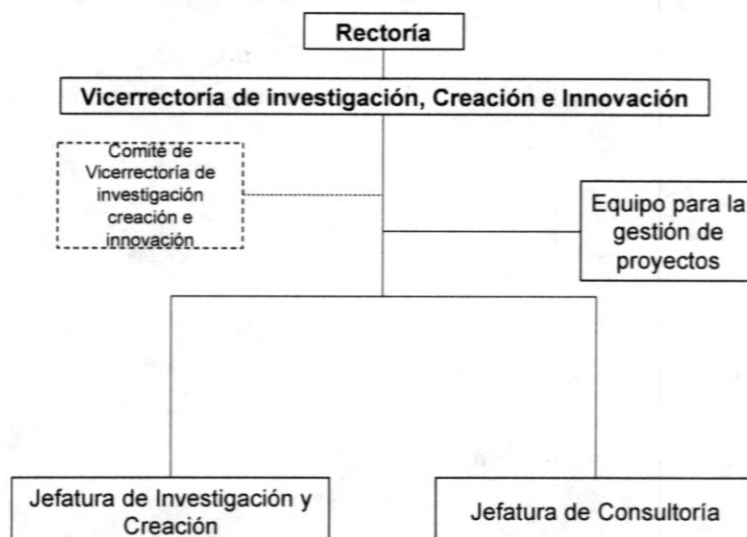 Rectoría
Vicerrectoría de investigación, Creación e Innovación
Comité de
Vicerrectoría de
investigación
creación e
innovación
Equipo para la
gestión de
proyectos
Jefatura de Investigación y
Creación
Jefatura de Consultoría